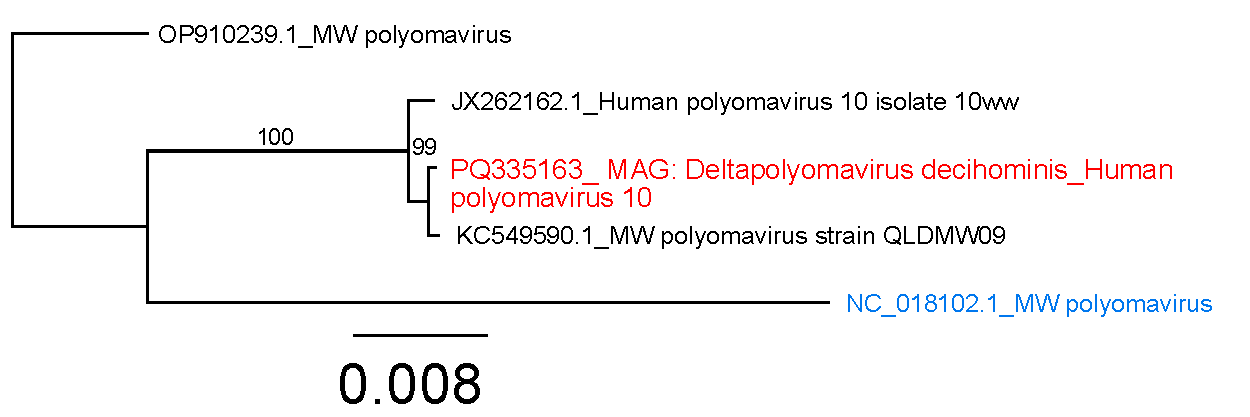 OP910239.1_MW polyomavirus
JX262162.1_Human polyomavirus 10 isolate 10ww
100
99
PQ335163_ MAG: Deltapolyomavirus decihominis_Human
polyomavirus 10
KC549590.1_MW polyomavirus strain QLDMW09
NC_018102.1_MW polyomavirus
0.008